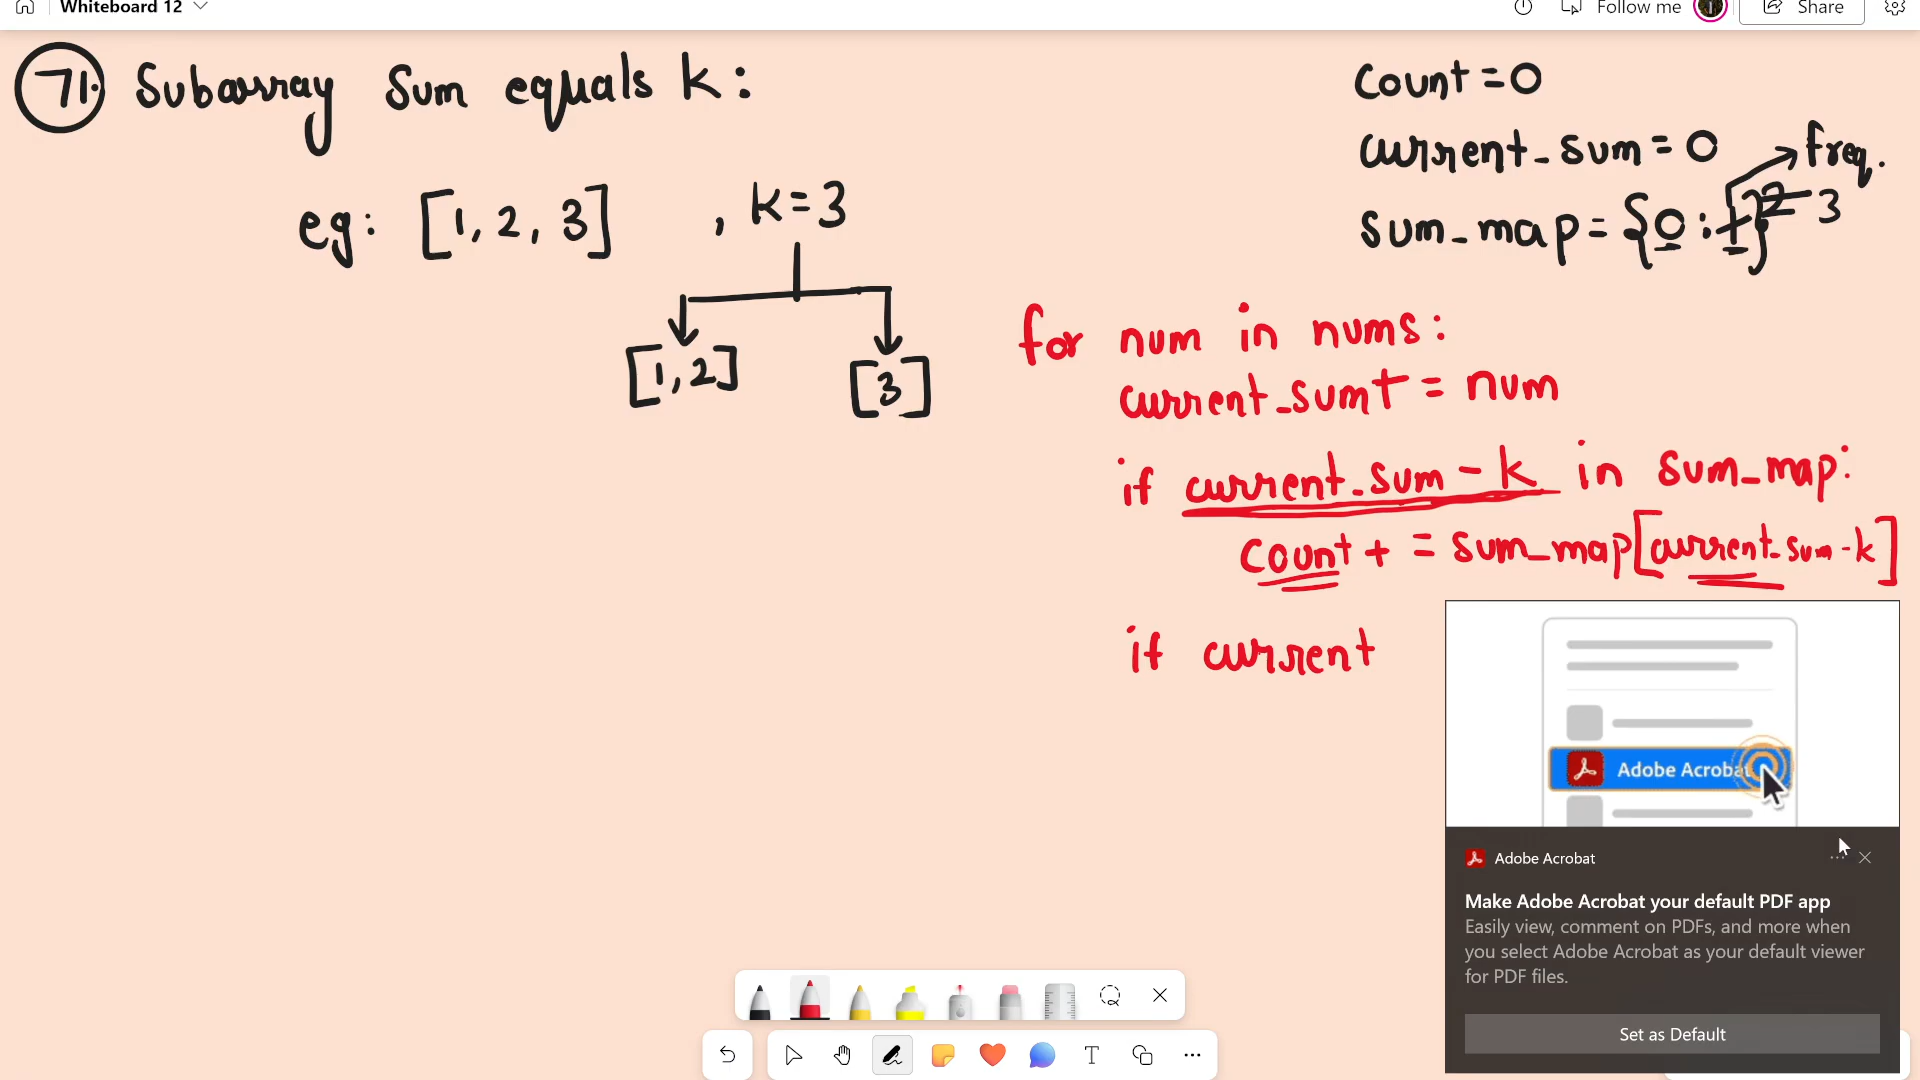 Whiteboard 12
Follow me
Share
71. Subarray Sum equals k:
eg: [1, 2, 3] , k=3
[1, 2] [3]
Count = 0
current_sum = 0
freq.
sum_map = {0 : 1} 2 3
for num in nums:
current_sum + = num
if current_sum - k in sum_map:
Count + = sum_map[current_sum - k]
if current
Adobe Acrobat
Adobe Acrobat
Make Adobe Acrobat your default PDF app
Easily view, comment on PDFs, and more when
you select Adobe Acrobat as your default viewer
for PDF files.
Set as Default